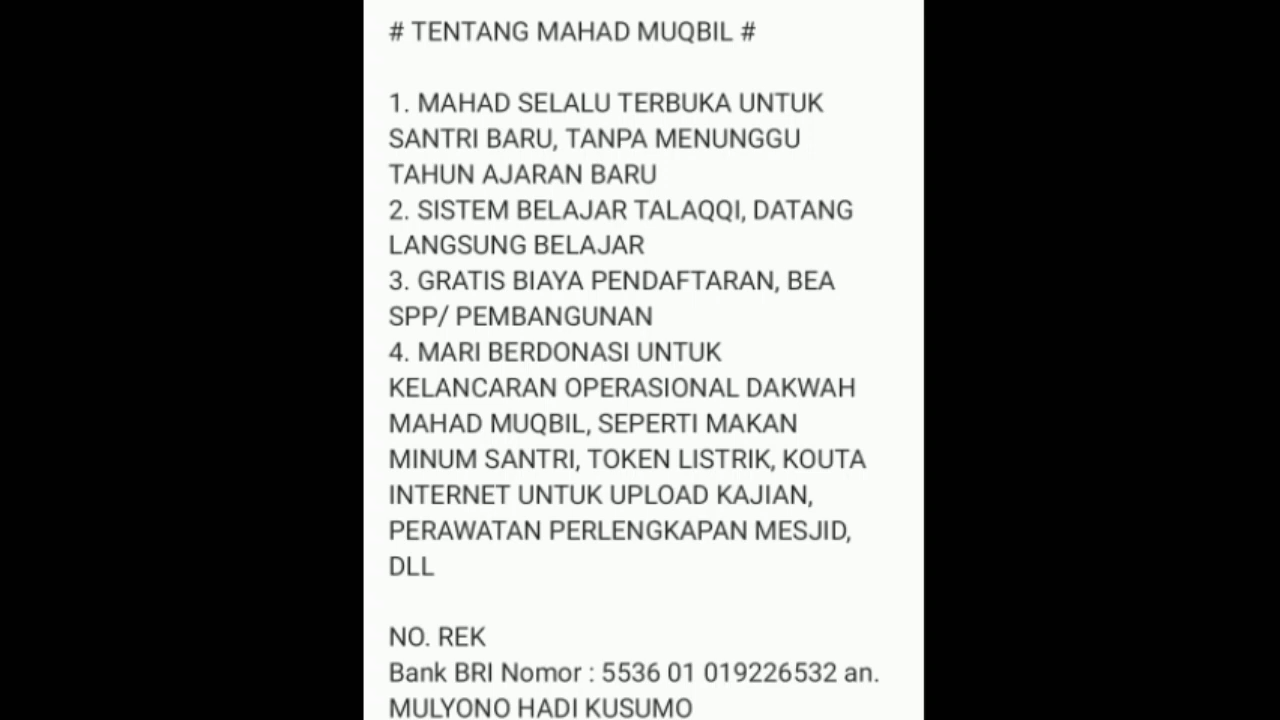 # TENTANG MAHAD MUQBIL #
1. MAHAD SELALU TERBUKA UNTUK
SANTRI BARU, TANPA MENUNGGU
TAHUN AJARAN BARU
2. SISTEM BELAJAR TALAQQI, DATANG
LANGSUNG BELAJAR
3. GRATIS BIAYA PENDAFTARAN, BEA
SPP/ PEMBANGUNAN
4. MARI BERDONASI UNTUK
KELANCARAN OPERASIONAL DAKWAH
MAHAD MUQBIL, SEPERTI MAKAN
MINUM SANTRI, TOKEN LISTRIK, KOUTA
INTERNET UNTUK UPLOAD KAJIAN,
PERAWATAN PERLENGKAPAN MESJID,
DLL
NO. REK
Bank BRI Nomor : 5536 01 019226532 an.
MULYONO HADI KUSUMO